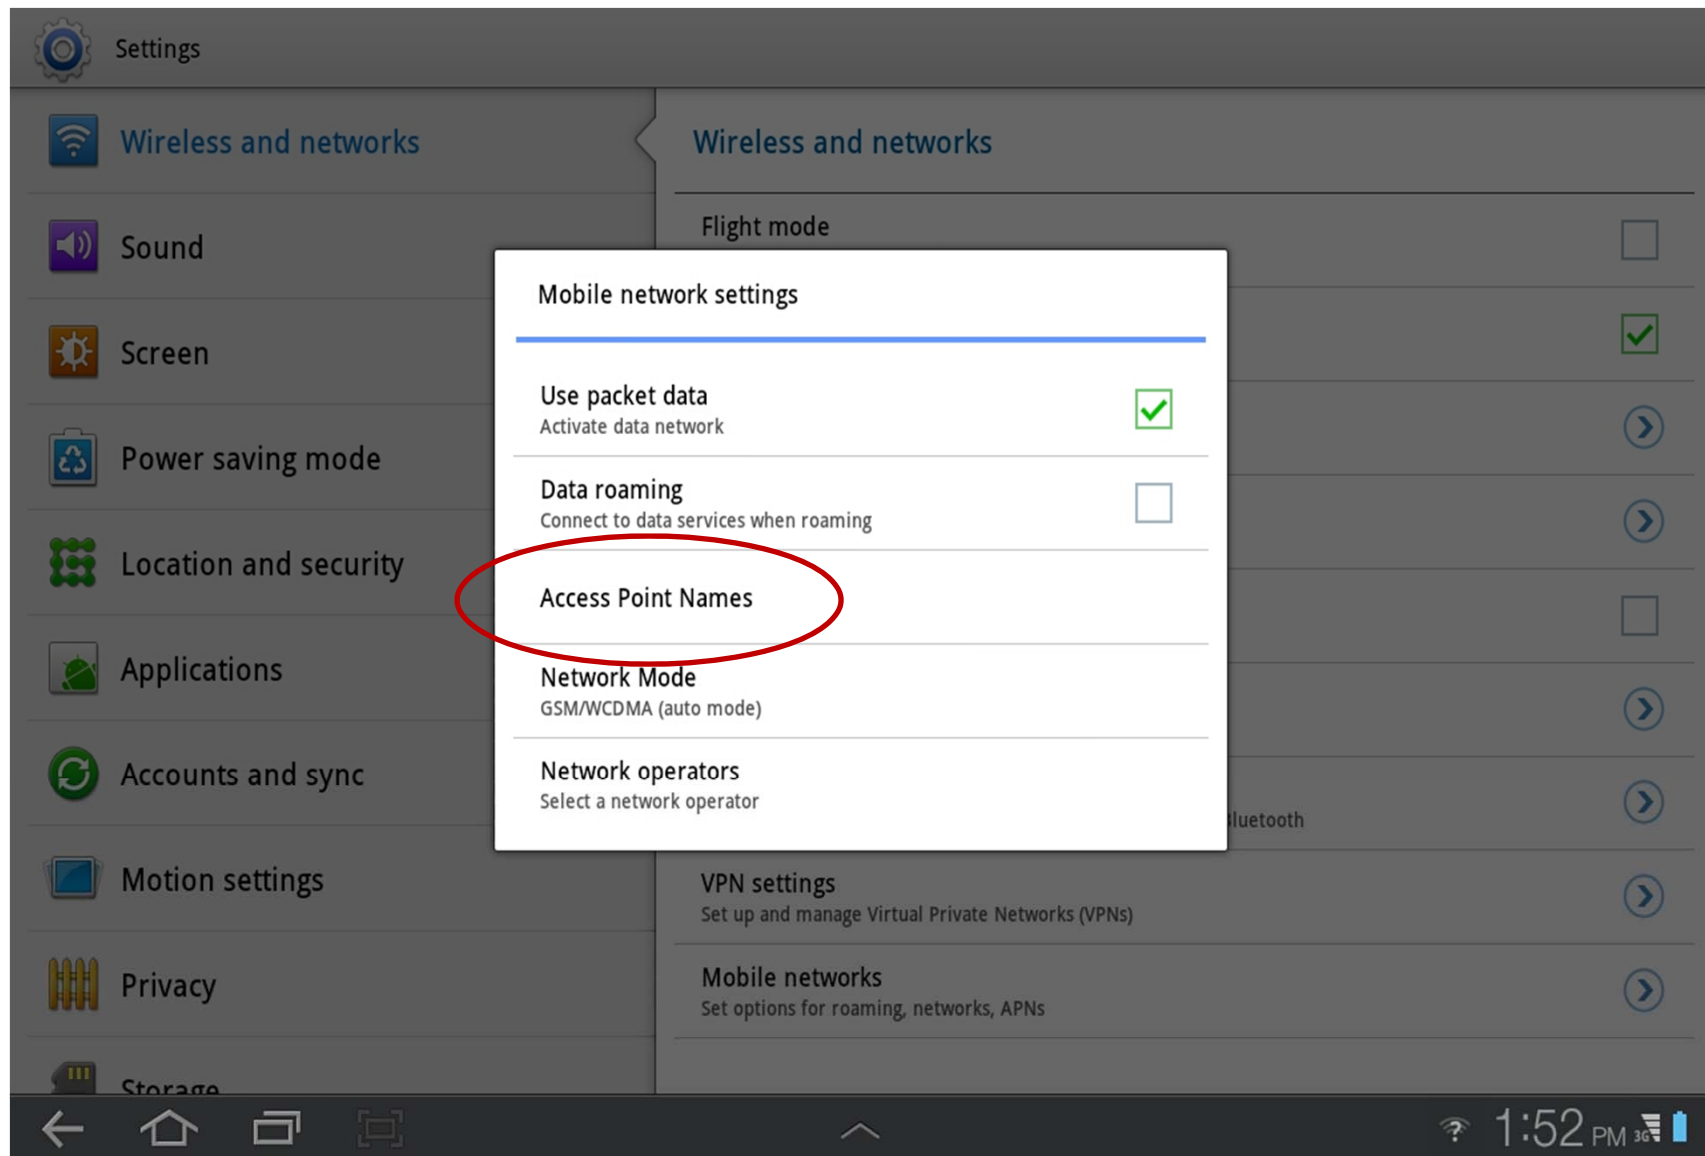 Settings
Wireless and networks
Sound
Screen
Power saving mode
Location and security
Applications
Accounts and sync
Motion settings
Privacy
Storage
Wireless and networks
Flight mode
Mobile network settings
Use packet data
Activate data network
Data roaming
Connect to data services when roaming
Access Point Names
Network Mode
GSM/WCDMA (auto mode)
Network operators
Select a network operator
luetooth
VPN settings
Set up and manage Virtual Private Networks (VPNs)
Mobile networks
Set options for roaming, networks, APNs
1:52 PM 3G